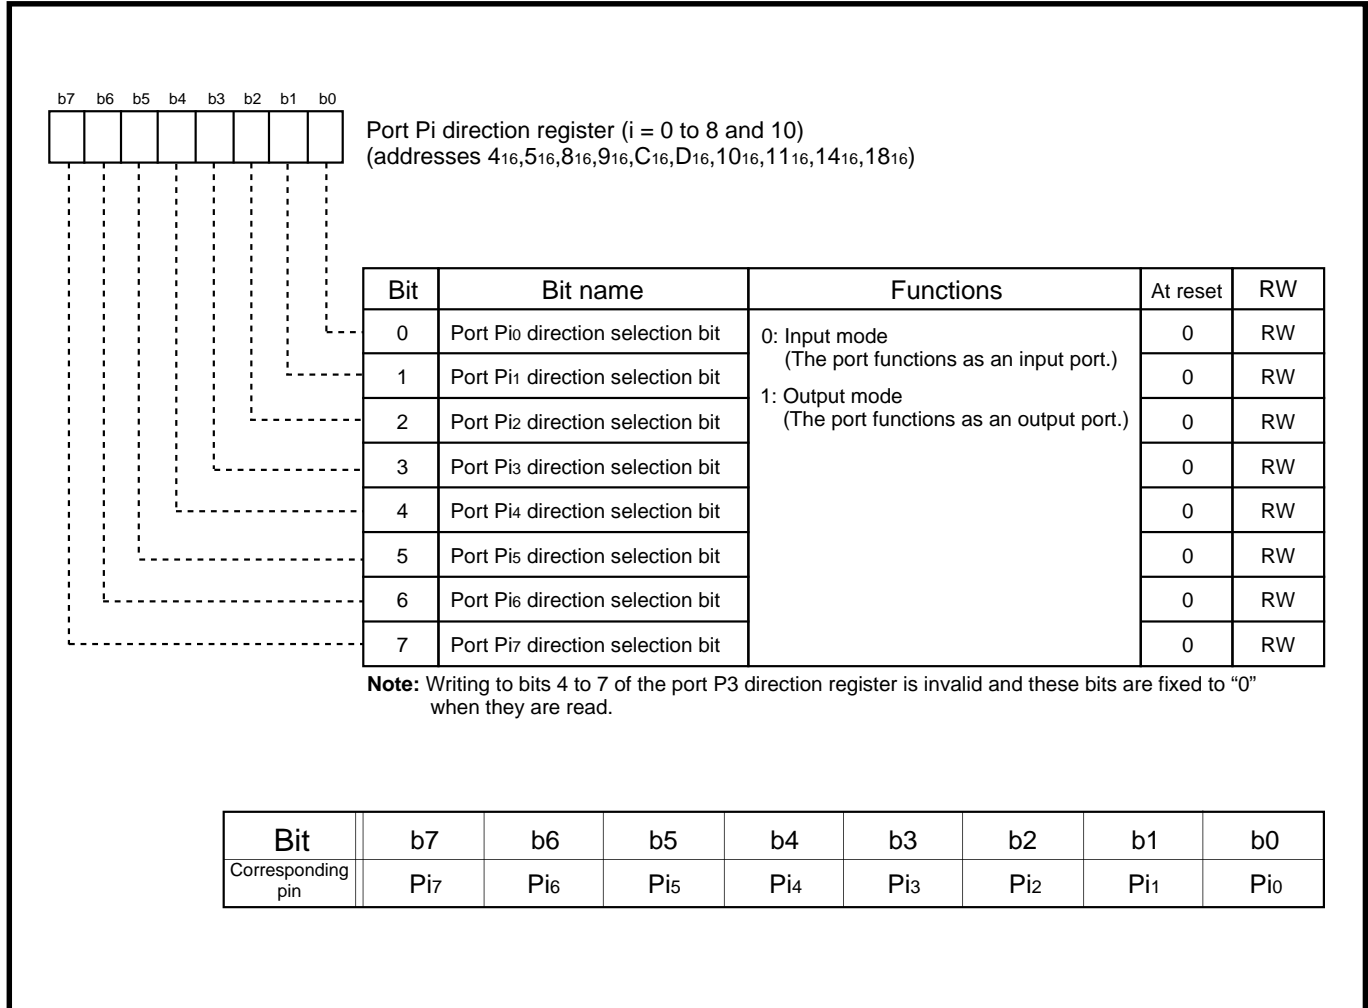 b7 b6 b5 b4 b3 b2 b1 b0
Port Pi direction register (i = 0 to 8 and 10)
(addresses 4₁₆,5₁₆,8₁₆,9₁₆,C₁₆,D₁₆,10₁₆,11₁₆,14₁₆,18₁₆)
Bit Bit name Functions At reset RW
0 Port Pi₀ direction selection bit 0: Input mode 0 RW
(The port functions as an input port.)
1 Port Pi₁ direction selection bit 0 RW
1: Output mode
2 Port Pi₂ direction selection bit (The port functions as an output port.) 0 RW
3 Port Pi₃ direction selection bit 0 RW
4 Port Pi₄ direction selection bit 0 RW
5 Port Pi₅ direction selection bit 0 RW
6 Port Pi₆ direction selection bit 0 RW
7 Port Pi₇ direction selection bit 0 RW
Note: Writing to bits 4 to 7 of the port P3 direction register is invalid and these bits are fixed to “0”
when they are read.
Bit b7 b6 b5 b4 b3 b2 b1 b0
Corresponding
pin Pi₇ Pi₆ Pi₅ Pi₄ Pi₃ Pi₂ Pi₁ Pi₀